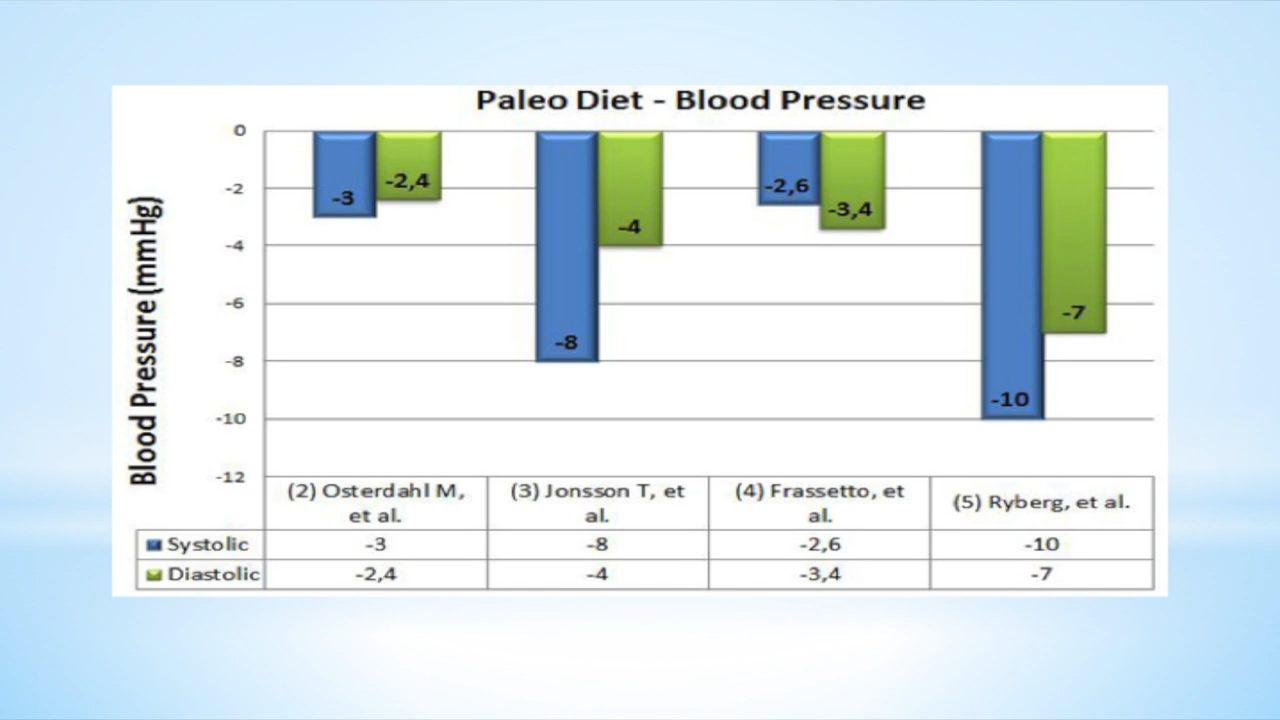 Paleo Diet - Blood Pressure
Blood Pressure (mmHg)
0
-2
-4
-6
-8
-10
-12
-3
-2,4
-8
-4
-2,6
-3,4
-10
-7
(2) Osterdahl M,
et al.
(3) Jonsson T, et
al.
(4) Frassetto, et
al.
(5) Ryberg, et al.
Systolic -3 -8 -2,6 -10
Diastolic -2,4 -4 -3,4 -7